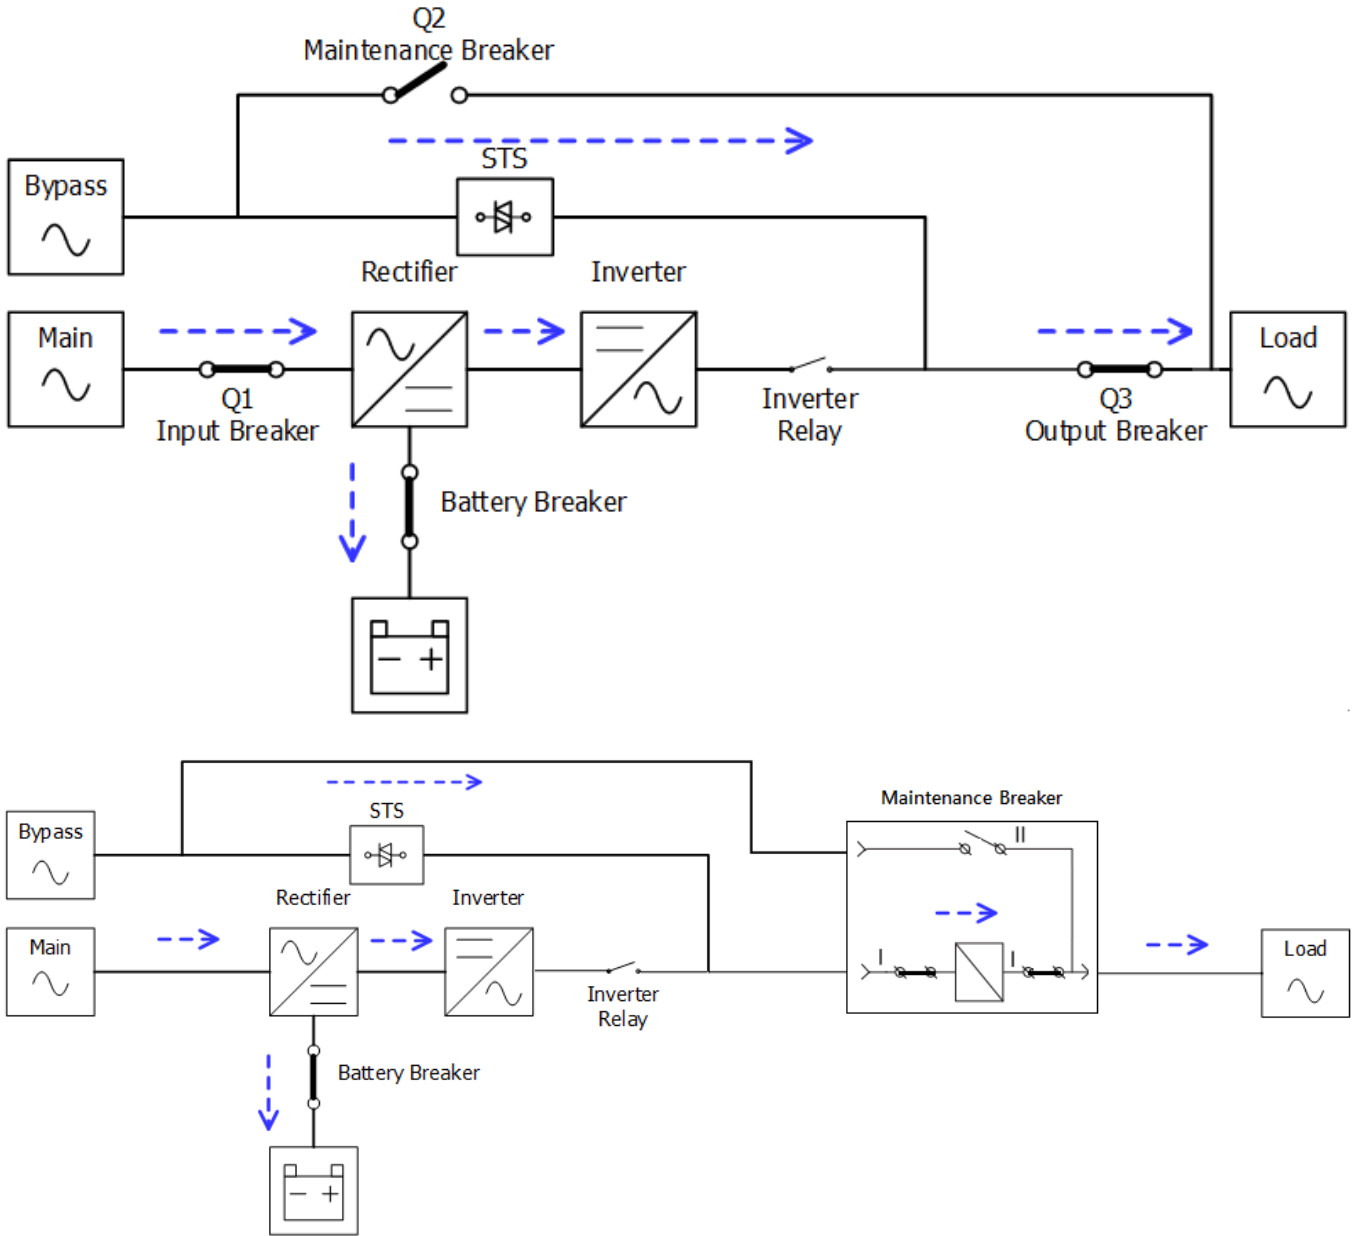 Q2
Maintenance Breaker
STS
Bypass
Rectifier
Inverter
Main
Load
Q1
Input Breaker
Inverter
Relay
Q3
Output Breaker
Battery Breaker
- +
Maintenance Breaker
STS
Bypass
II
Rectifier
Inverter
Main
I
I
Load
Inverter
Relay
Battery Breaker
- +